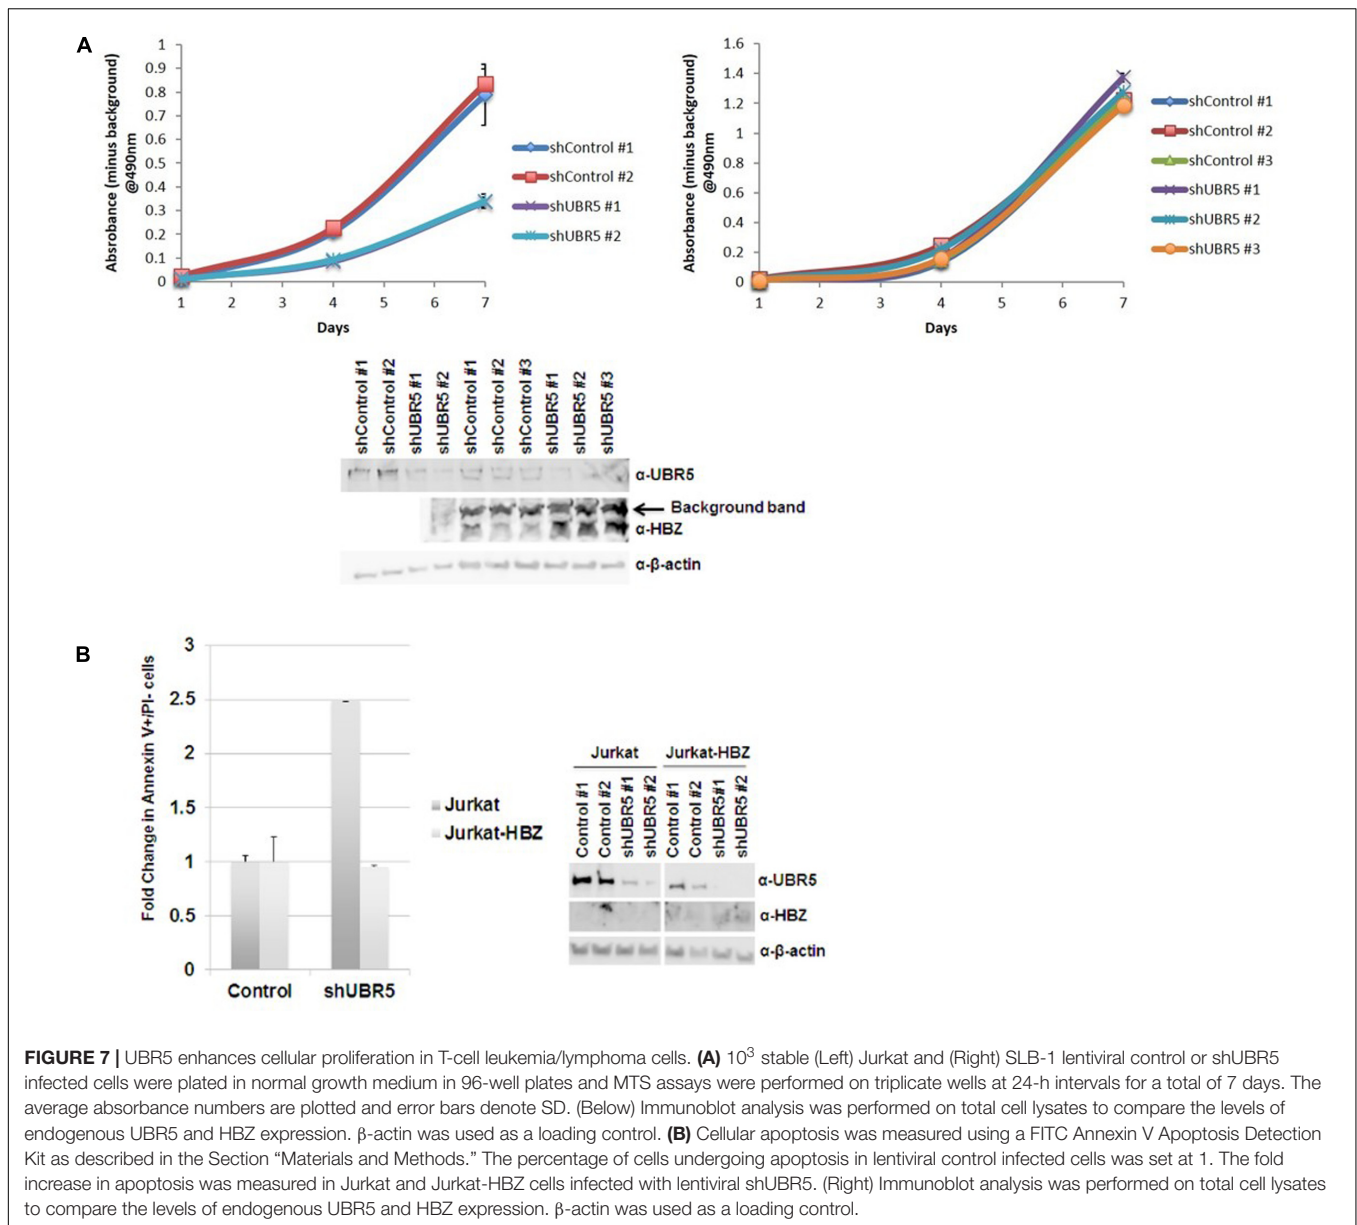 A
Absrobance (minus background)
@490nm
1
0.9
0.8
0.7
0.6
0.5
0.4
0.3
0.2
0.1
0
1 2 3 4 5 6 7
Days
shControl #1
shControl #2
shUBR5 #1
shUBR5 #2
Absorbance (minus background)
@490nm
1.6
1.4
1.2
1
0.8
0.6
0.4
0.2
0
1 2 3 4 5 6 7
Days
shControl #1
shControl #2
shControl #3
shUBR5 #1
shUBR5 #2
shUBR5 #3
shControl #1
shControl #2
shUBR5 #1
shUBR5 #2
shControl #1
shControl #2
shControl #3
shUBR5 #1
shUBR5 #2
shUBR5 #3
α-UBR5
Background band
α-HBZ
α-β-actin
B
Fold Change in Annexin V+/PI- cells
3
2.5
2
1.5
1
0.5
0
Control shUBR5
Jurkat
Jurkat-HBZ
Jurkat Jurkat-HBZ
Control #1
Control #2
shUBR5 #1
shUBR5 #2
Control #1
Control #2
shUBR5#1
shUBR5 #2
α-UBR5
α-HBZ
α-β-actin
FIGURE 7 | UBR5 enhances cellular proliferation in T-cell leukemia/lymphoma cells. (A) 10³ stable (Left) Jurkat and (Right) SLB-1 lentiviral control or shUBR5
infected cells were plated in normal growth medium in 96-well plates and MTS assays were performed on triplicate wells at 24-h intervals for a total of 7 days. The
average absorbance numbers are plotted and error bars denote SD. (Below) Immunoblot analysis was performed on total cell lysates to compare the levels of
endogenous UBR5 and HBZ expression. β-actin was used as a loading control. (B) Cellular apoptosis was measured using a FITC Annexin V Apoptosis Detection
Kit as described in the Section “Materials and Methods.” The percentage of cells undergoing apoptosis in lentiviral control infected cells was set at 1. The fold
increase in apoptosis was measured in Jurkat and Jurkat-HBZ cells infected with lentiviral shUBR5. (Right) Immunoblot analysis was performed on total cell lysates
to compare the levels of endogenous UBR5 and HBZ expression. β-actin was used as a loading control.